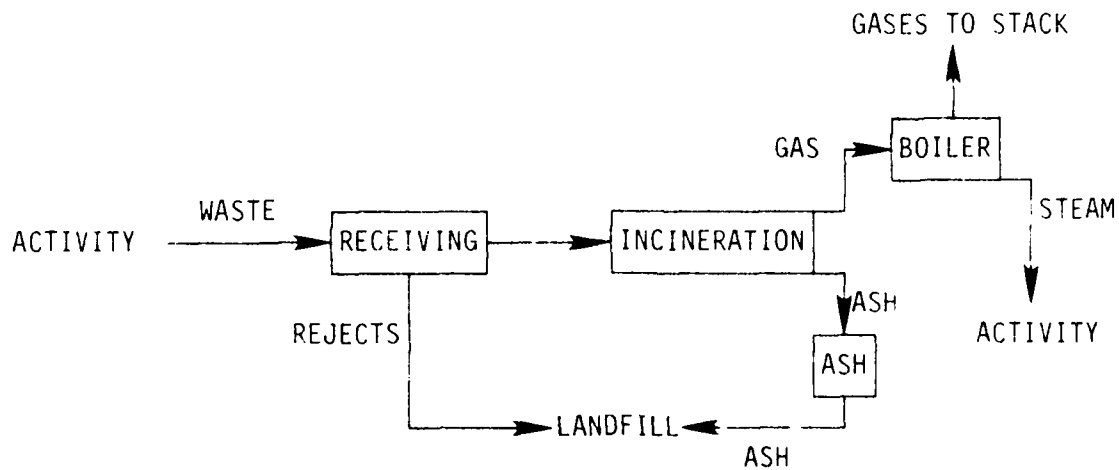 GASES TO STACK
GAS
BOILER
WASTE
STEAM
ACTIVITY
RECEIVING
INCINERATION
ASH
REJECTS
ACTIVITY
ASH
LANDFILL
ASH